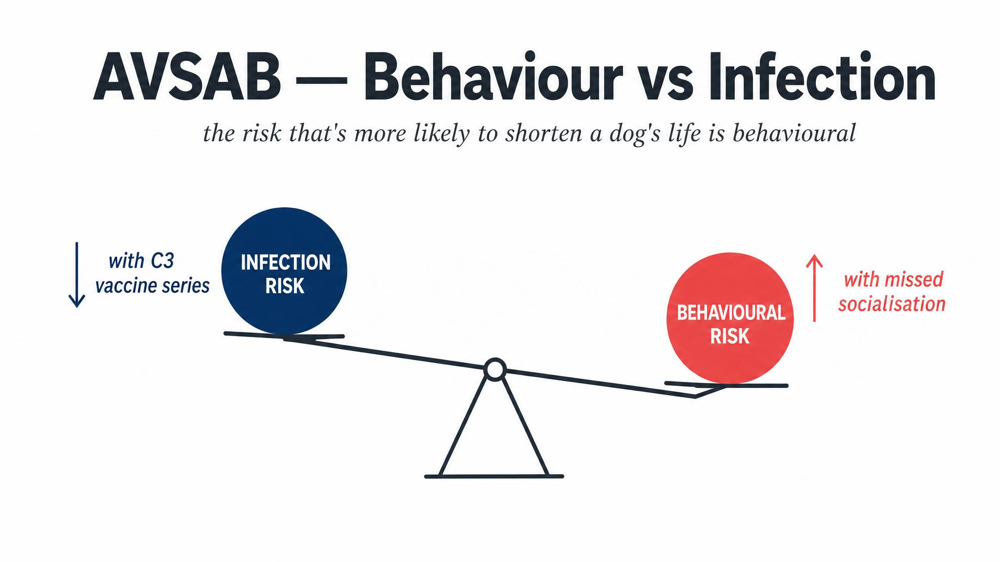 AVSAB — Behaviour vs Infection
the risk that's more likely to shorten a dog's life is behavioural
with C3
vaccine series
INFECTION
RISK
BEHAVIOURAL
RISK
with missed
socialisation